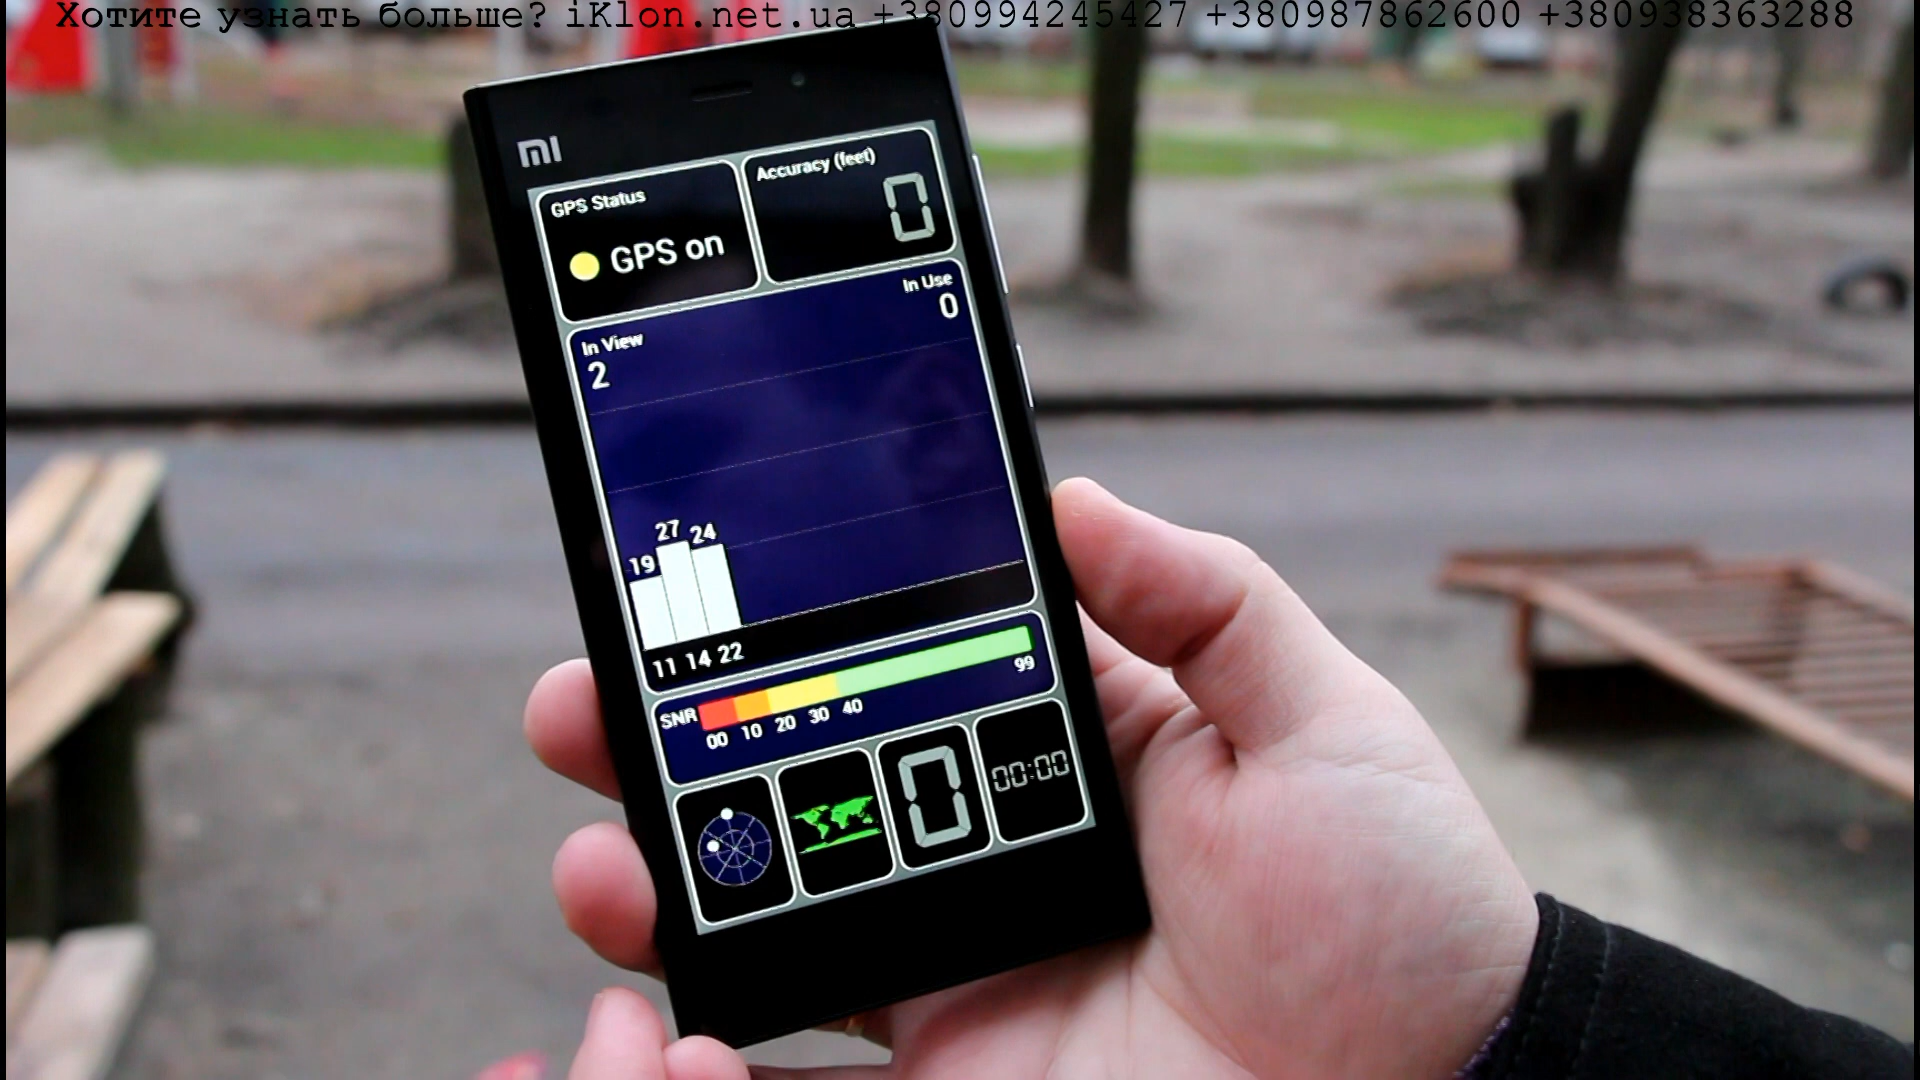 Хотите узнать больше? iKlon.net.ua +380994245427 +380987862600 +380938363288
mi
GPS Status
GPS on
Accuracy (feet)
0
In View
2
In Use
0
19 27 24
11 14 22
SNR
00 10 20 30 40 99
0
00:00